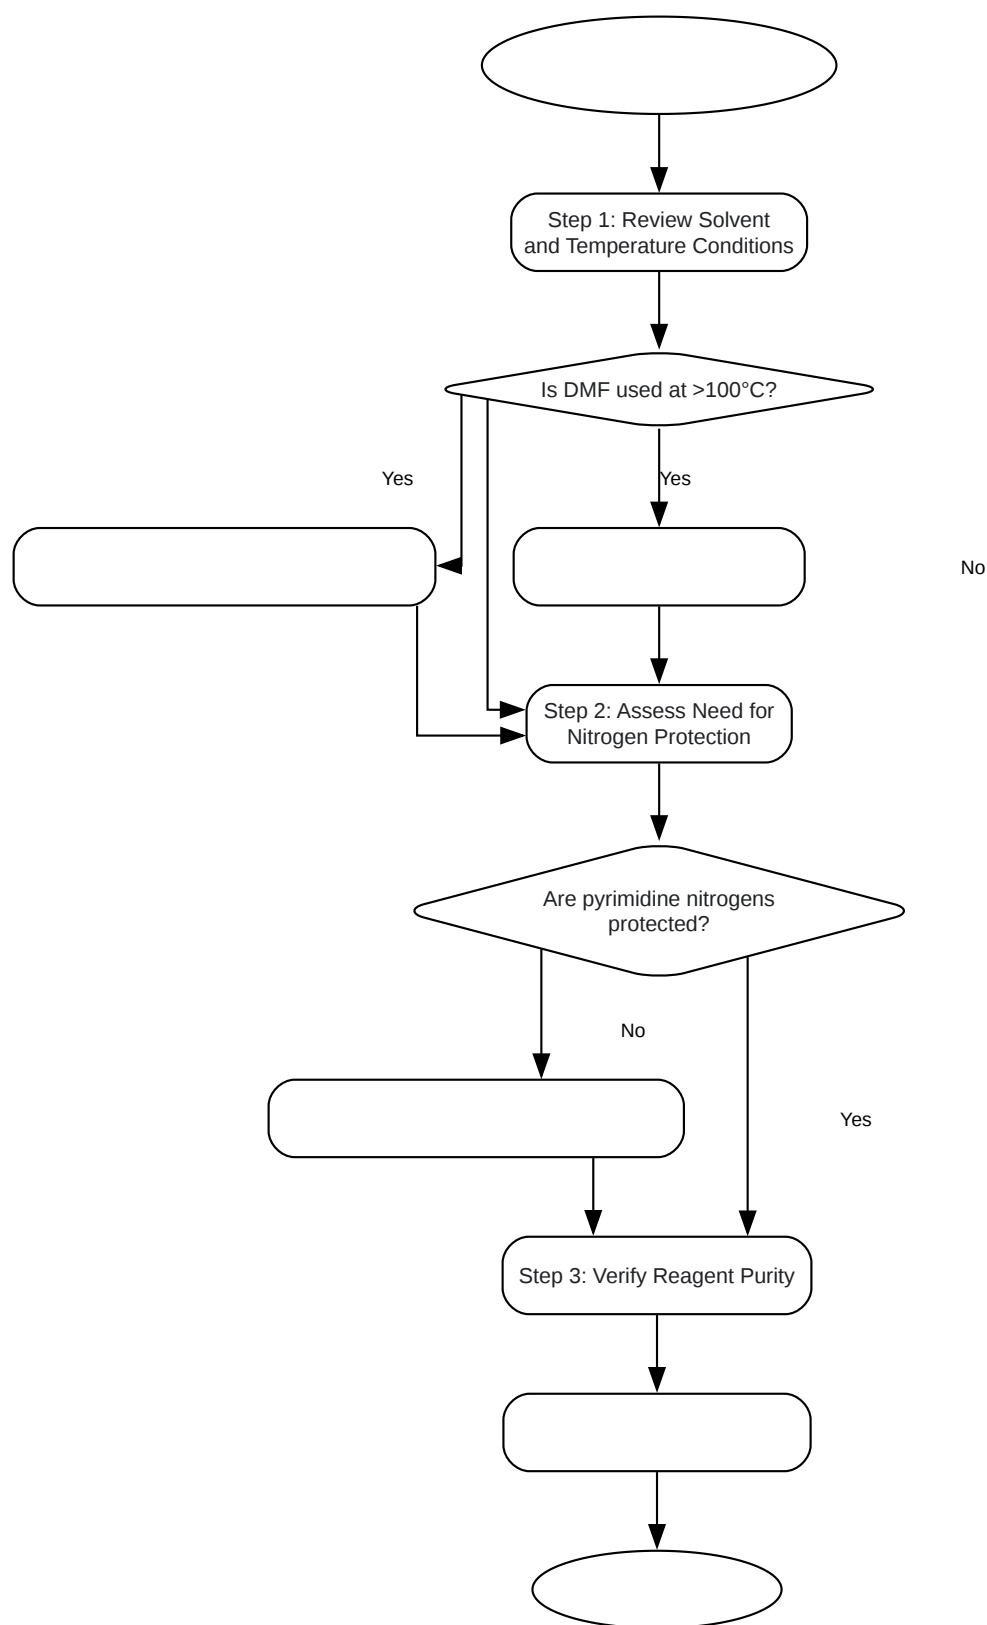 Step 1: Review Solvent
and Temperature Conditions
Is DMF used at >100°C?
Yes
Yes
No
Step 2: Assess Need for
Nitrogen Protection
Are pyrimidine nitrogens
protected?
No
Yes
Step 3: Verify Reagent Purity